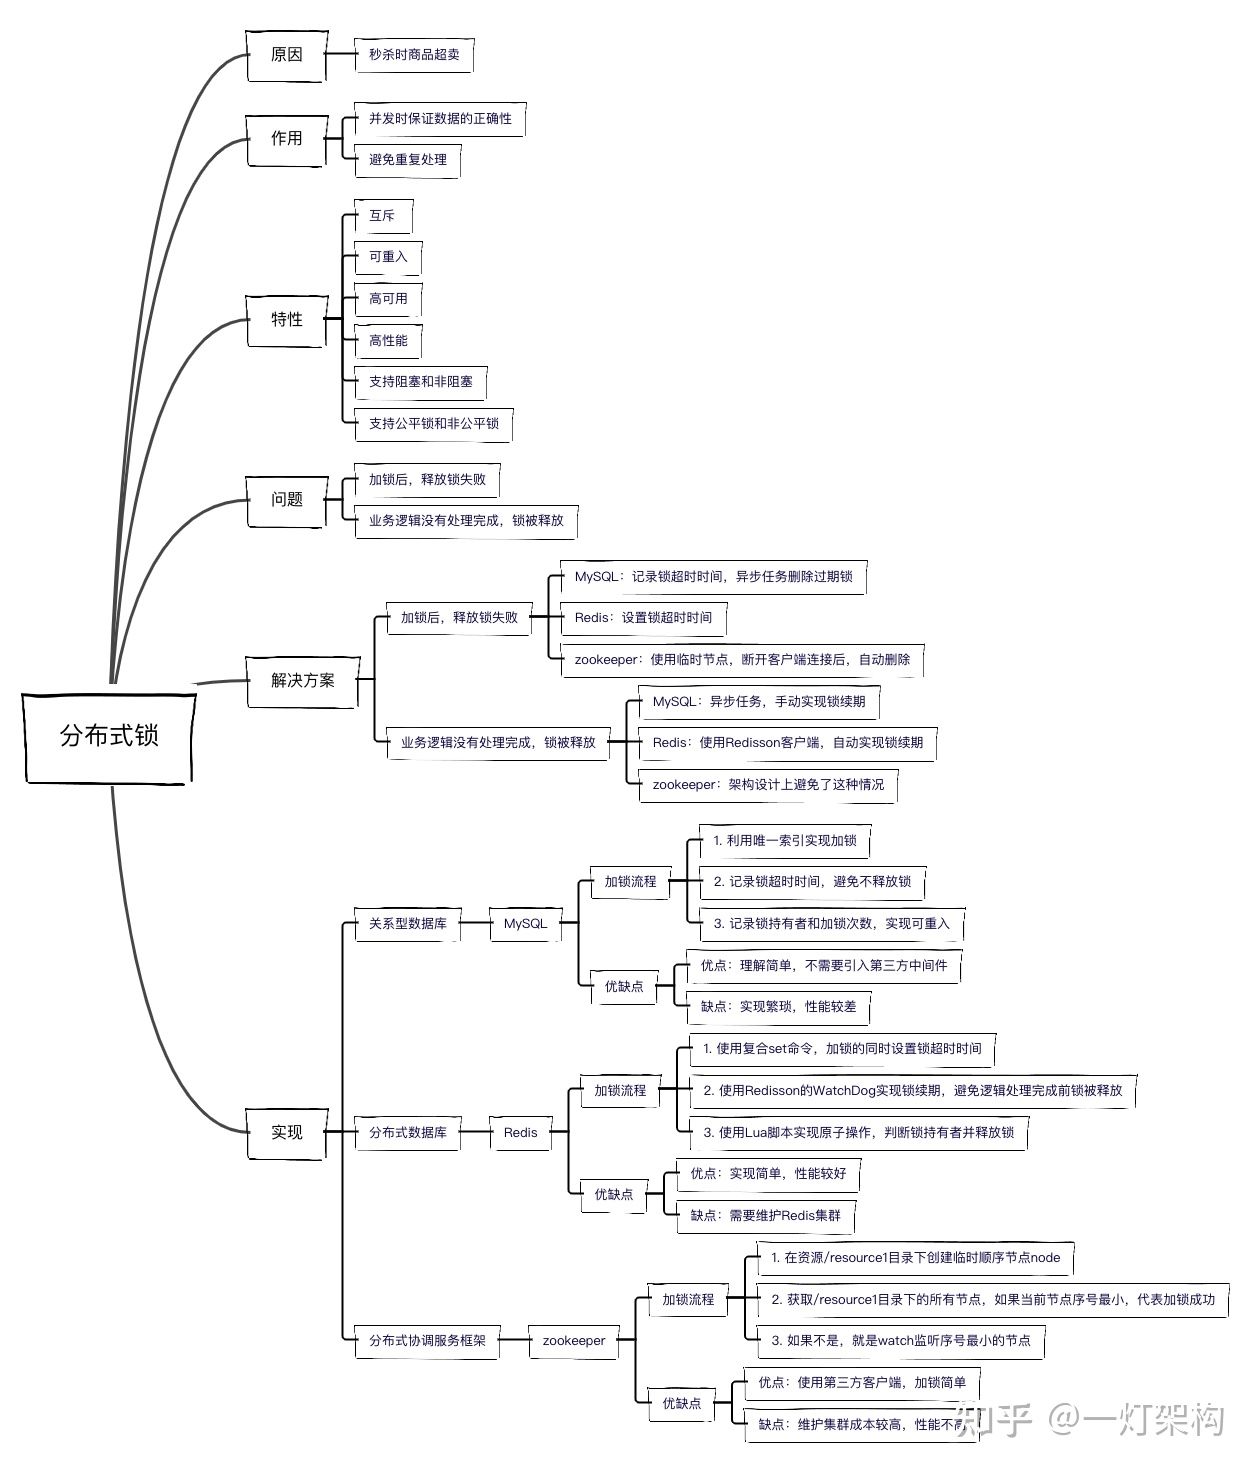 原因
秒杀时商品超卖
作用
并发时保证数据的正确性
避免重复处理
特性
互斥
可重入
高可用
高性能
支持阻塞和非阻塞
支持公平锁和非公平锁
问题
加锁后，释放锁失败
业务逻辑没有处理完成，锁被释放
分布式锁
解决方案
加锁后，释放锁失败
MySQL：记录锁超时时间，异步任务删除过期锁
Redis：设置锁超时时间
zookeeper：使用临时节点，断开客户端连接后，自动删除
业务逻辑没有处理完成，锁被释放
MySQL：异步任务，手动实现锁续期
Redis：使用Redisson客户端，自动实现锁续期
zookeeper：架构设计上避免了这种情况
实现
关系型数据库
MySQL
加锁流程
1. 利用唯一索引实现加锁
2. 记录锁超时时间，避免不释放锁
3. 记录锁持有者和加锁次数，实现可重入
优缺点
优点：理解简单，不需要引入第三方中间件
缺点：实现繁琐，性能较差
分布式数据库
Redis
加锁流程
1. 使用复合set命令，加锁的同时设置锁超时时间
2. 使用Redisson的WatchDog实现锁续期，避免逻辑处理完成前锁被释放
3. 使用Lua脚本实现原子操作，判断锁持有者并释放锁
优缺点
优点：实现简单，性能较好
缺点：需要维护Redis集群
分布式协调服务框架
zookeeper
加锁流程
1. 在资源/resource1目录下创建临时顺序节点node
2. 获取/resource1目录下的所有节点，如果当前节点序号最小，代表加锁成功
3. 如果不是，就是watch监听序号最小的节点
优缺点
优点：使用第三方客户端，加锁简单
缺点：维护集群成本较高，性能不高
知乎 @一灯架构